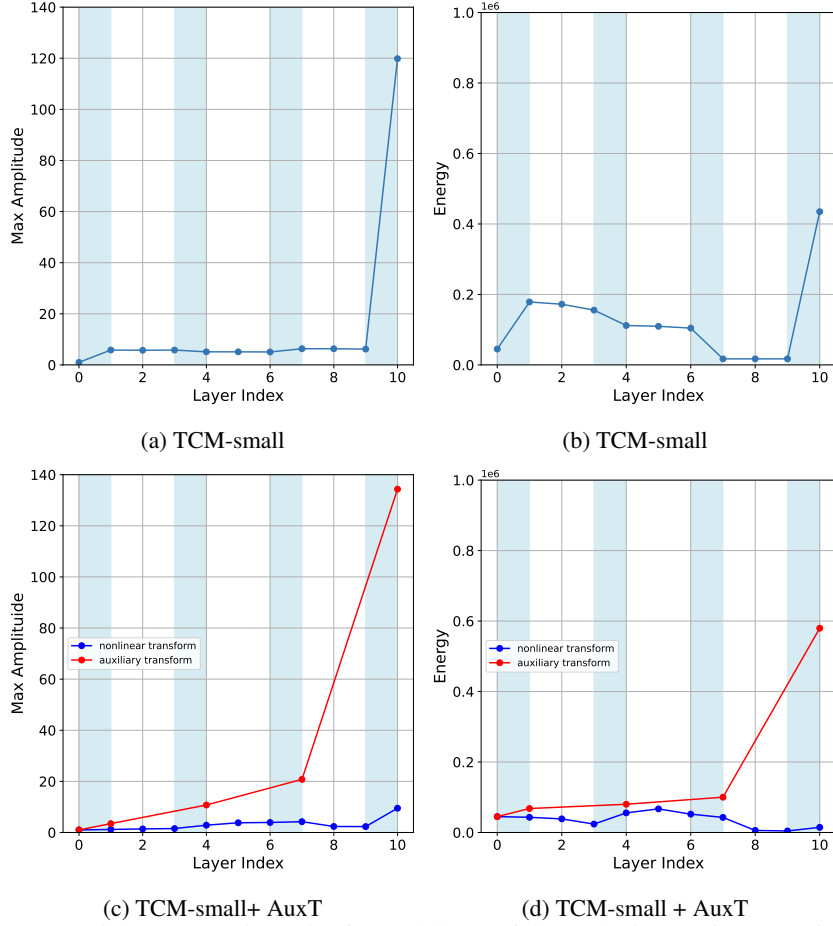 140
120
100
80
60
40
20
0
Max Amplitude
0 2 4 6 8 10
Layer Index
(a) TCM-small
1e6
1.0
0.8
0.6
0.4
0.2
0.0
Energy
0 2 4 6 8 10
Layer Index
(b) TCM-small
140
120
100
80
60
40
20
0
Max Amplituide
nonlinear transform
auxiliary transform
0 2 4 6 8 10
Layer Index
(c) TCM-small+ AuxT
1e6
1.0
0.8
0.6
0.4
0.2
0.0
Energy
nonlinear transform
auxiliary transform
0 2 4 6 8 10
Layer Index
(d) TCM-small + AuxT